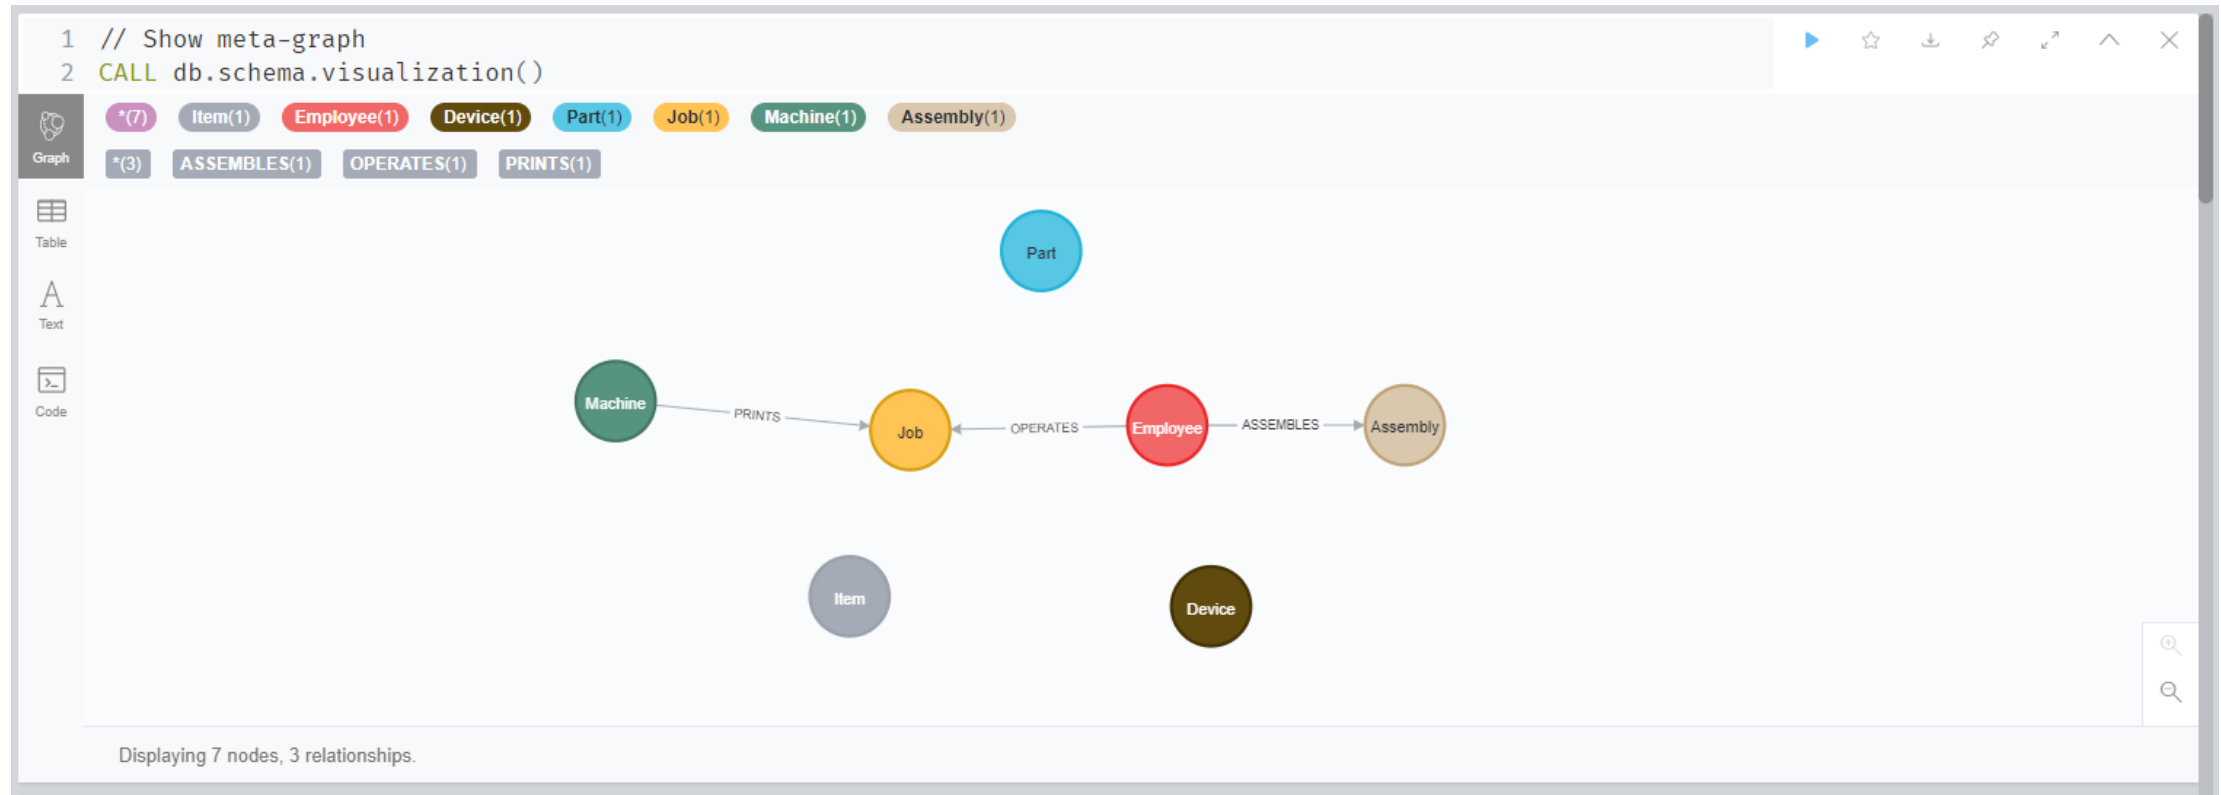 1 // Show meta-graph
2 CALL db.schema.visualization()
*(7) Item(1) Employee(1) Device(1) Part(1) Job(1) Machine(1) Assembly(1)
Graph
*(3) ASSEMBLES(1) OPERATES(1) PRINTS(1)
Table
Text
Code
Part
Machine
PRINTS
Job
OPERATES
Employee
ASSEMBLES
Assembly
Item
Device
Displaying 7 nodes, 3 relationships.